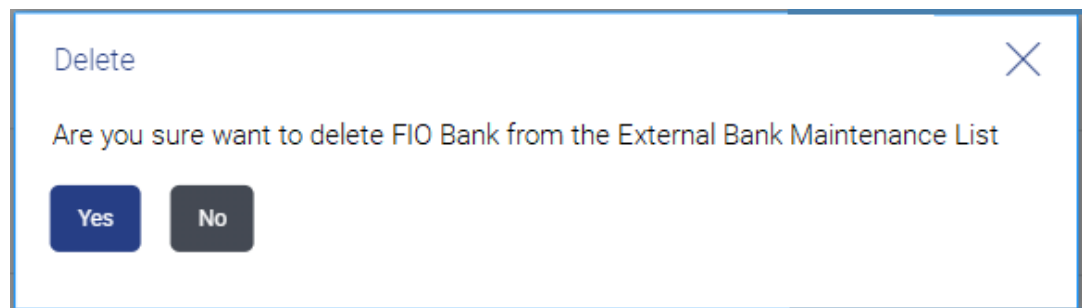 Delete
Are you sure want to delete FIO Bank from the External Bank Maintenance List
Yes No